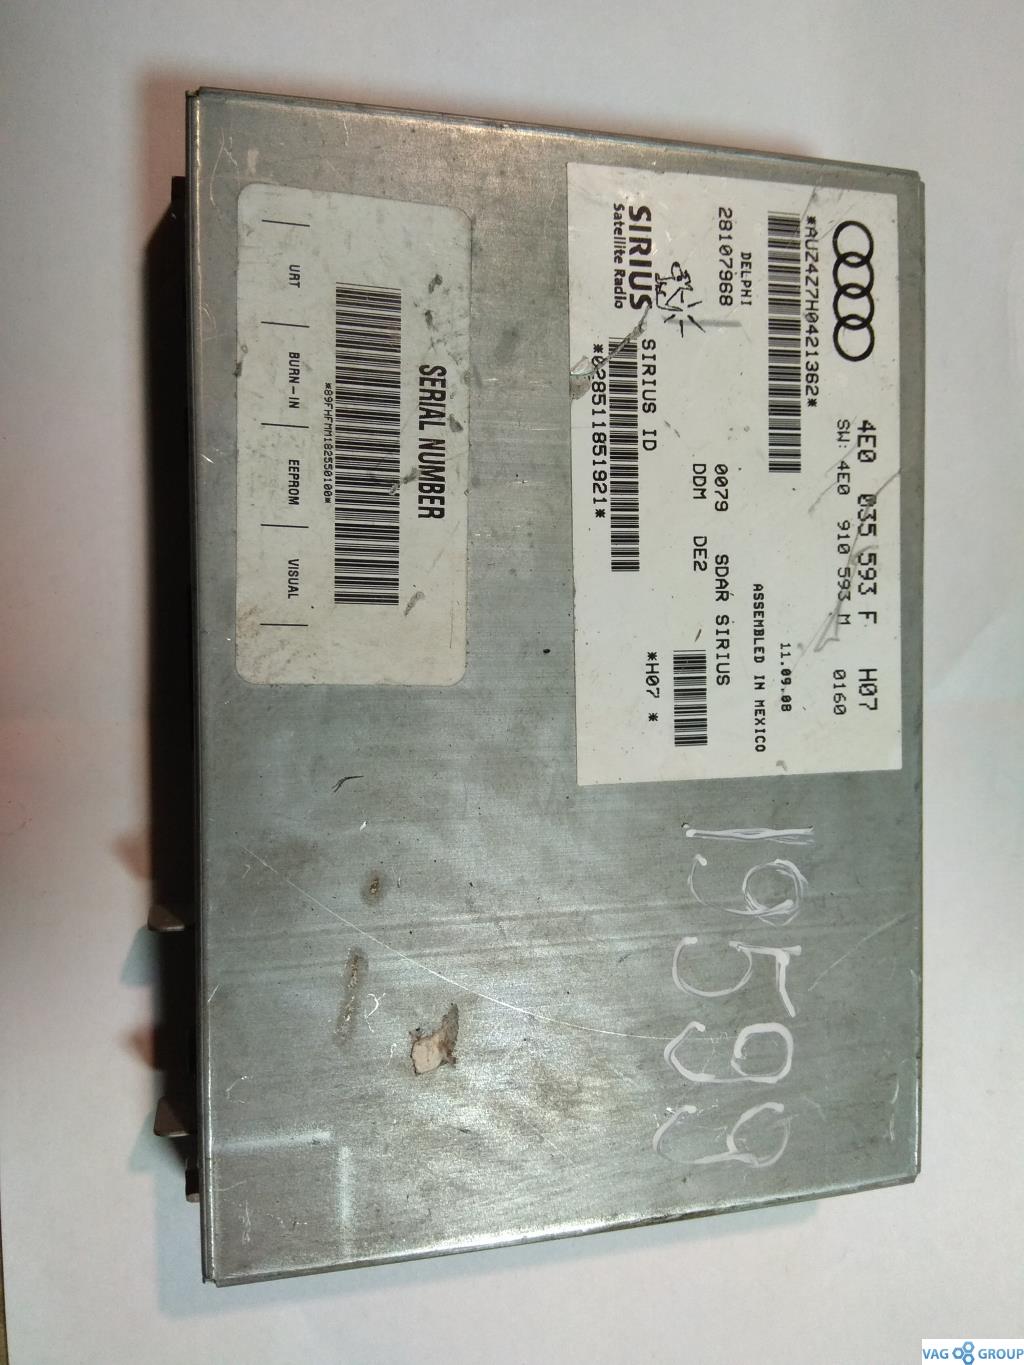 4E0 035 593 F H07
SW: 4E0 910 593 M 0160
*AUZ4Z7H0421362*
11.09.08
ASSEMBLED IN MEXICO
DELPHI
28107968
0079 SDAR SIRIUS
DDM DE2
*H07 *
SIRIUS
Satellite Radio
SIRIUS ID
*028511851921*
SERIAL NUMBER
*89FHFMM182550100*
URT
BURN-IN
EEPROM
VISUAL
19599
VAG GROUP